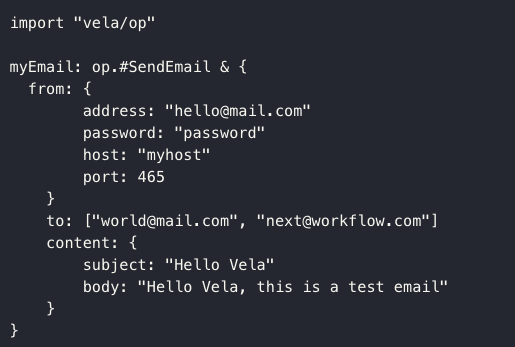 import "vela/op"

myEmail: op.#SendEmail & {
  from: {
        address: "hello@mail.com"
        password: "password"
        host: "myhost"
        port: 465
    }
    to: ["world@mail.com", "next@workflow.com"]
    content: {
        subject: "Hello Vela"
        body: "Hello Vela, this is a test email"
    }
}